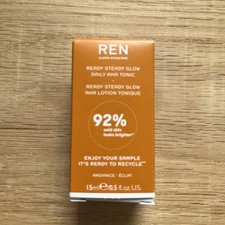 REN
CLEAN SKINCARE
READY STEADY GLOW
DAILY AHA TONIC
READY STEADY GLOW
AHA LOTION TONIQUE
92%
said skin
looks brighter*
ENJOY YOUR SAMPLE
IT'S READY TO RECYCLE**
RADIANCE - ÉCLAT
15ml e 0.5 fl.oz. U.S.